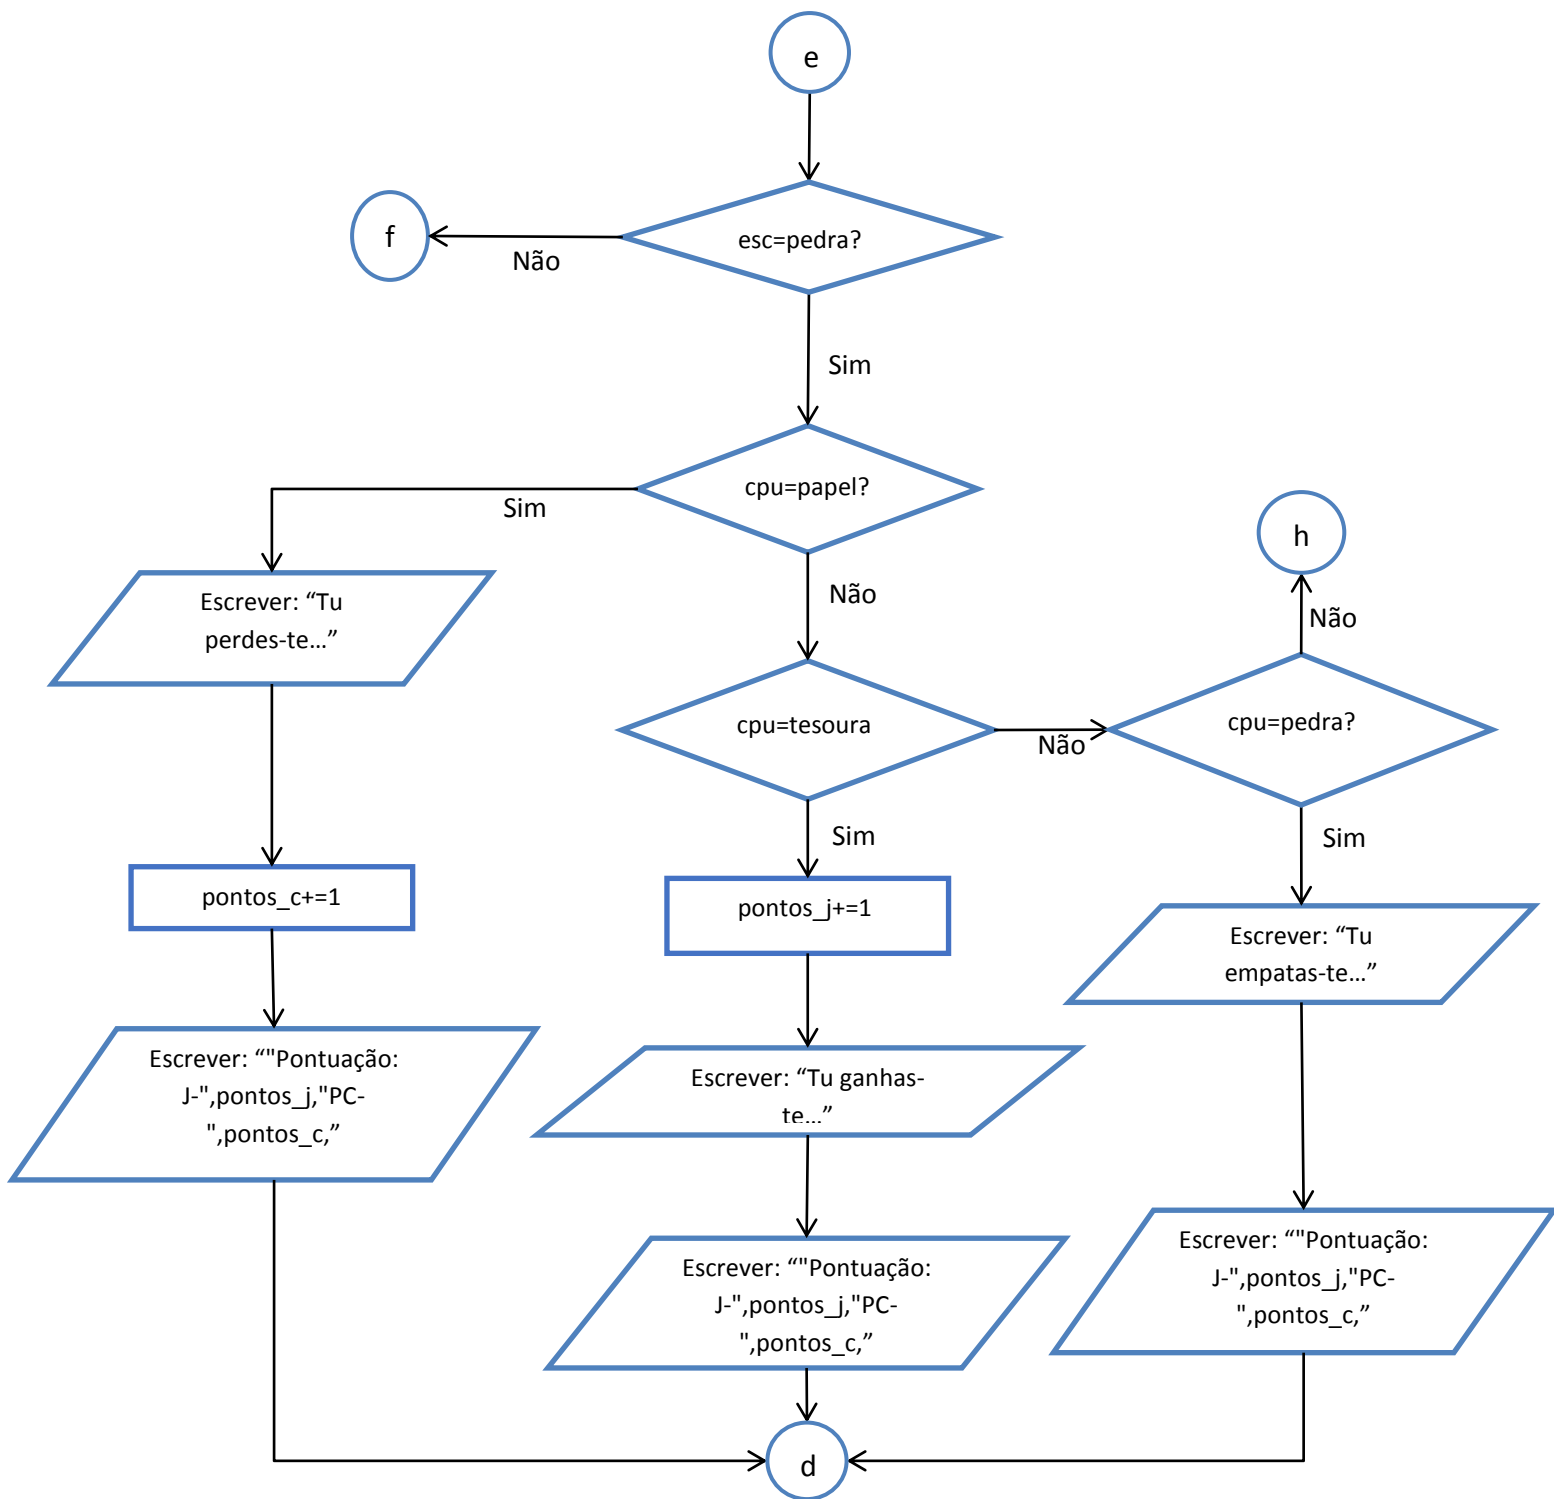 e
f
esc=pedra?
Não
Sim
cpu=papel?
Sim
h
Não
Escrever: “Tu
perdes-te…”
Não
cpu=tesoura
Não
cpu=pedra?
Sim
Sim
pontos_c+=1
pontos_j+=1
Escrever: “Tu
empatas-te…”
Escrever: “"Pontuação:
J-",pontos_j,"PC-
",pontos_c,”
Escrever: “Tu ganhas-
te…”
Escrever: “"Pontuação:
J-",pontos_j,"PC-
",pontos_c,”
Escrever: “"Pontuação:
J-",pontos_j,"PC-
",pontos_c,”
d